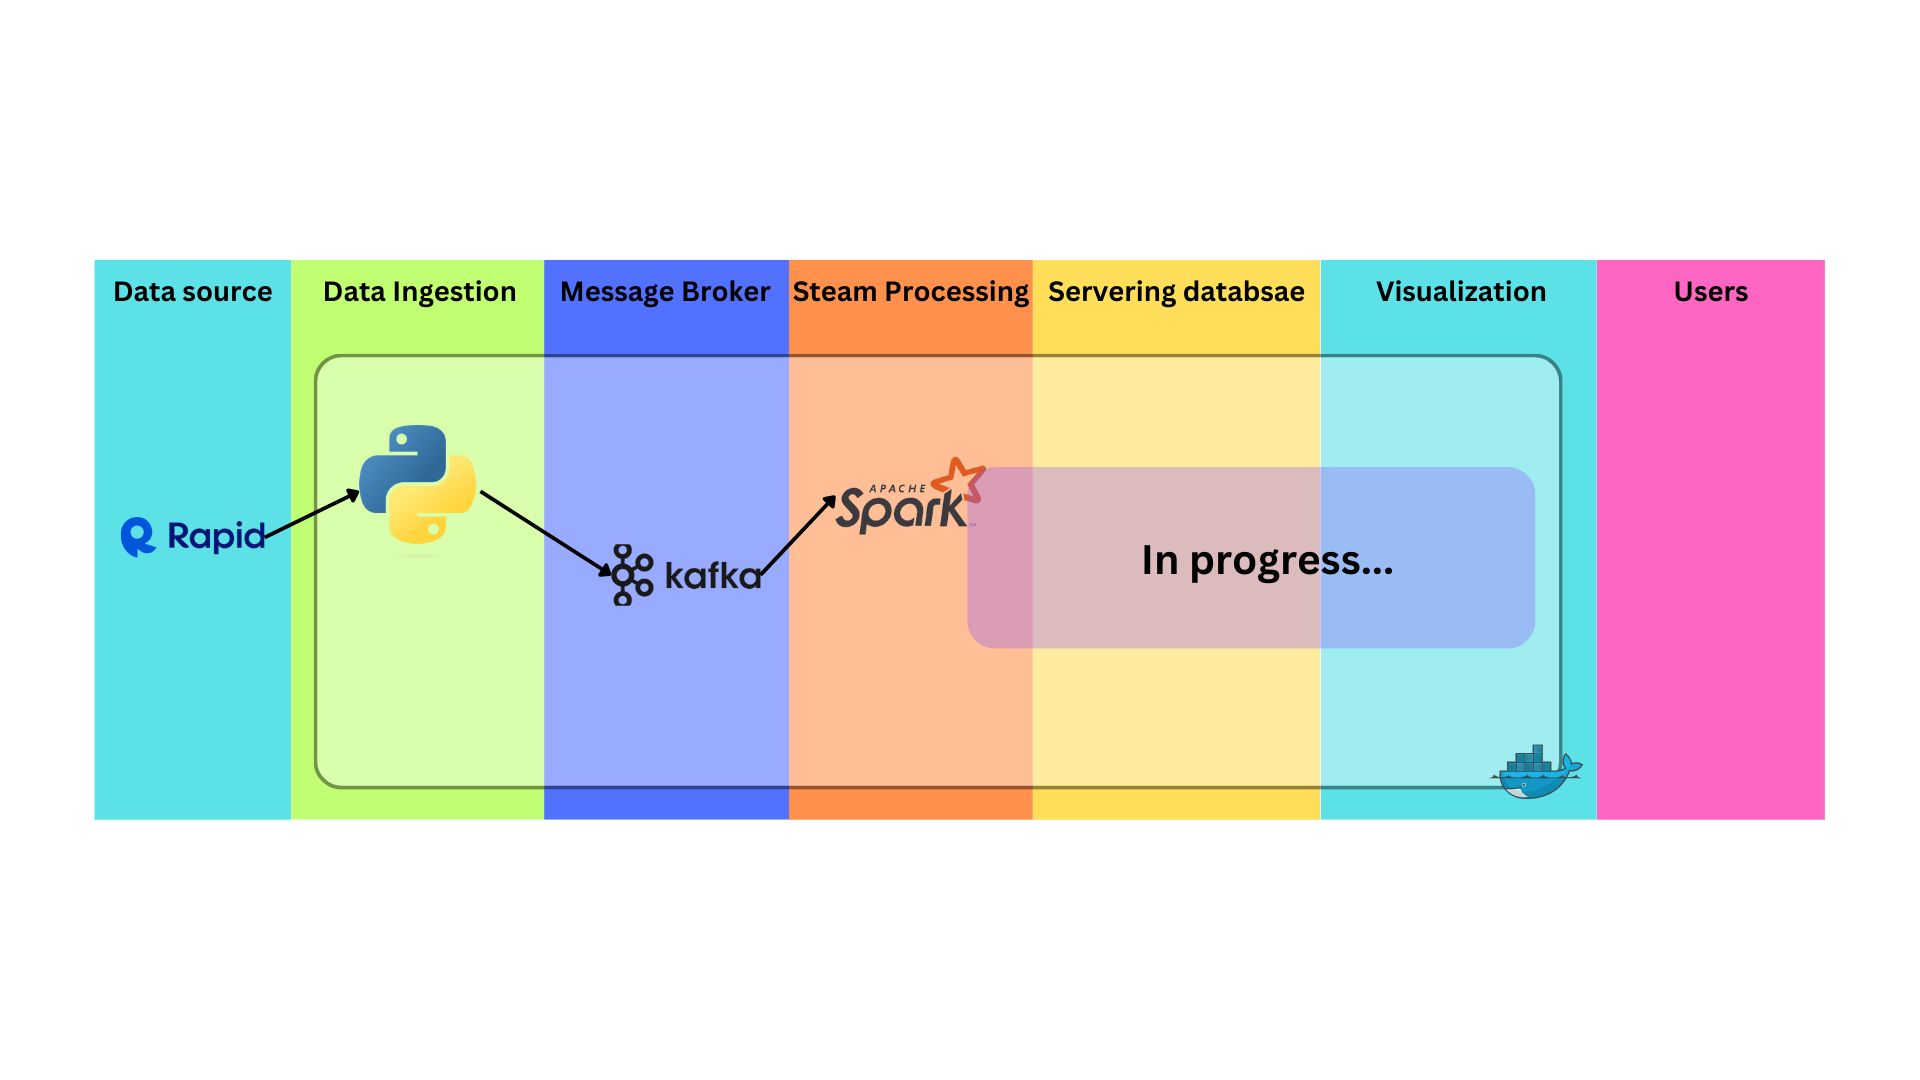 Data source
Data Ingestion
Message Broker
Steam Processing
Servering databsae
Visualization
Users
Rapid
kafka
APACHE
Spark
In progress...